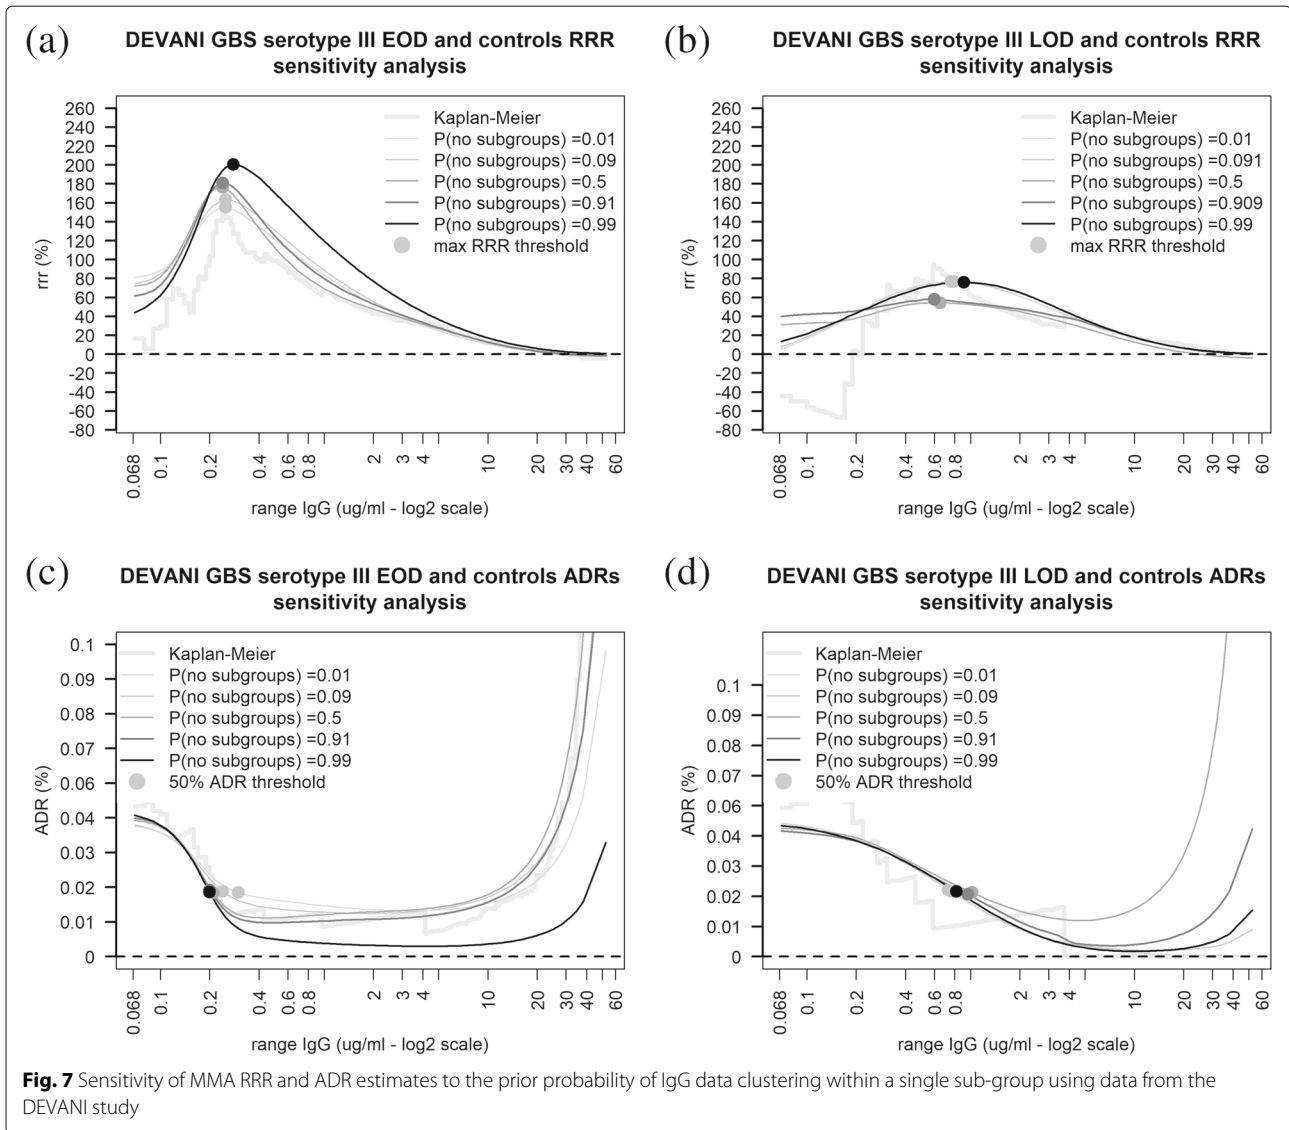 (a)
DEVANI GBS serotype III EOD and controls RRR
sensitivity analysis
260
240
220
200
180
160
140
120
100
80
60
40
20
0
-20
-40
-60
-80
rrr (%)
Kaplan-Meier
P(no subgroups) =0.01
P(no subgroups) =0.09
P(no subgroups) =0.5
P(no subgroups) =0.91
P(no subgroups) =0.99
max RRR threshold
0.068 0.1 0.2 0.4 0.6 0.8 2 3 4 10 20 30 40 60
range IgG (ug/ml - log2 scale)
(b)
DEVANI GBS serotype III LOD and controls RRR
sensitivity analysis
260
240
220
200
180
160
140
120
100
80
60
40
20
0
-20
-40
-60
-80
rrr (%)
Kaplan-Meier
P(no subgroups) =0.01
P(no subgroups) =0.091
P(no subgroups) =0.5
P(no subgroups) =0.909
P(no subgroups) =0.99
max RRR threshold
0.068 0.1 0.2 0.4 0.6 0.8 2 3 4 10 20 30 40 60
range IgG (ug/ml - log2 scale)
(c)
DEVANI GBS serotype III EOD and controls ADRs
sensitivity analysis
0.1
0.09
0.08
0.07
0.06
0.05
0.04
0.03
0.02
0.01
0
ADR (%)
Kaplan-Meier
P(no subgroups) =0.01
P(no subgroups) =0.09
P(no subgroups) =0.5
P(no subgroups) =0.91
P(no subgroups) =0.99
50% ADR threshold
0.068 0.1 0.2 0.4 0.6 0.8 2 3 4 10 20 30 40 60
range IgG (ug/ml - log2 scale)
(d)
DEVANI GBS serotype III LOD and controls ADRs
sensitivity analysis
0.1
0.09
0.08
0.07
0.06
0.05
0.04
0.03
0.02
0.01
0
ADR (%)
Kaplan-Meier
P(no subgroups) =0.01
P(no subgroups) =0.09
P(no subgroups) =0.5
P(no subgroups) =0.91
P(no subgroups) =0.99
50% ADR threshold
0.068 0.1 0.2 0.4 0.6 0.8 2 3 4 10 20 30 40 60
range IgG (ug/ml - log2 scale)
Fig. 7 Sensitivity of MMA RRR and ADR estimates to the prior probability of IgG data clustering within a single sub-group using data from the
DEVANI study